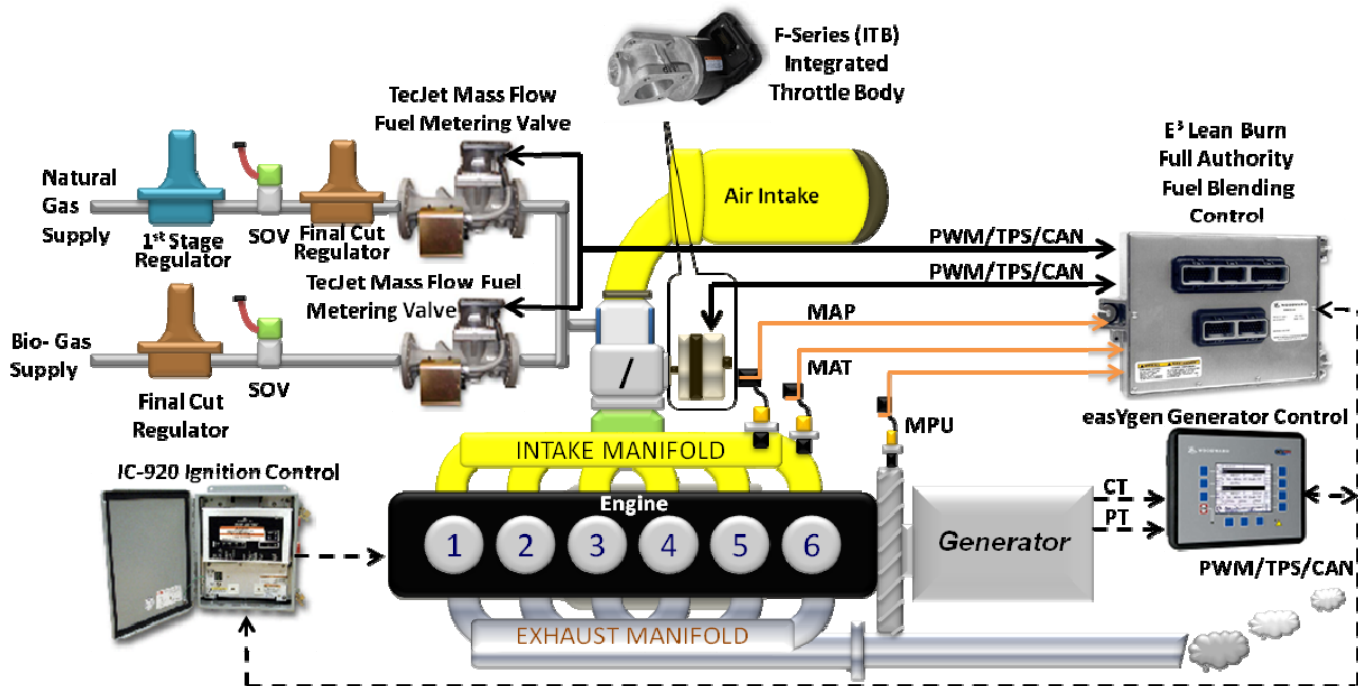 F-Series (ITB)
Integrated
Throttle Body
TecJet Mass Flow
Fuel Metering Valve
E³ Lean Burn
Full Authority
Fuel Blending
Control
Natural
Gas
Supply
1st Stage
Regulator
SOV
Final Cut
Regulator
Air Intake
PWM/TPS/CAN
PWM/TPS/CAN
TecJet Mass Flow Fuel
Metering Valve
MAP
MAT
Bio- Gas
Supply
SOV
Final Cut
Regulator
/
MPU
easYgen Generator Control
INTAKE MANIFOLD
IC-920 Ignition Control
Engine
1 2 3 4 5 6
Generator
CT
PT
PWM/TPS/CAN
EXHAUST MANIFOLD